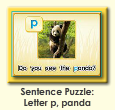 p
Do you see the panda?
Sentence Puzzle:
Letter p, panda